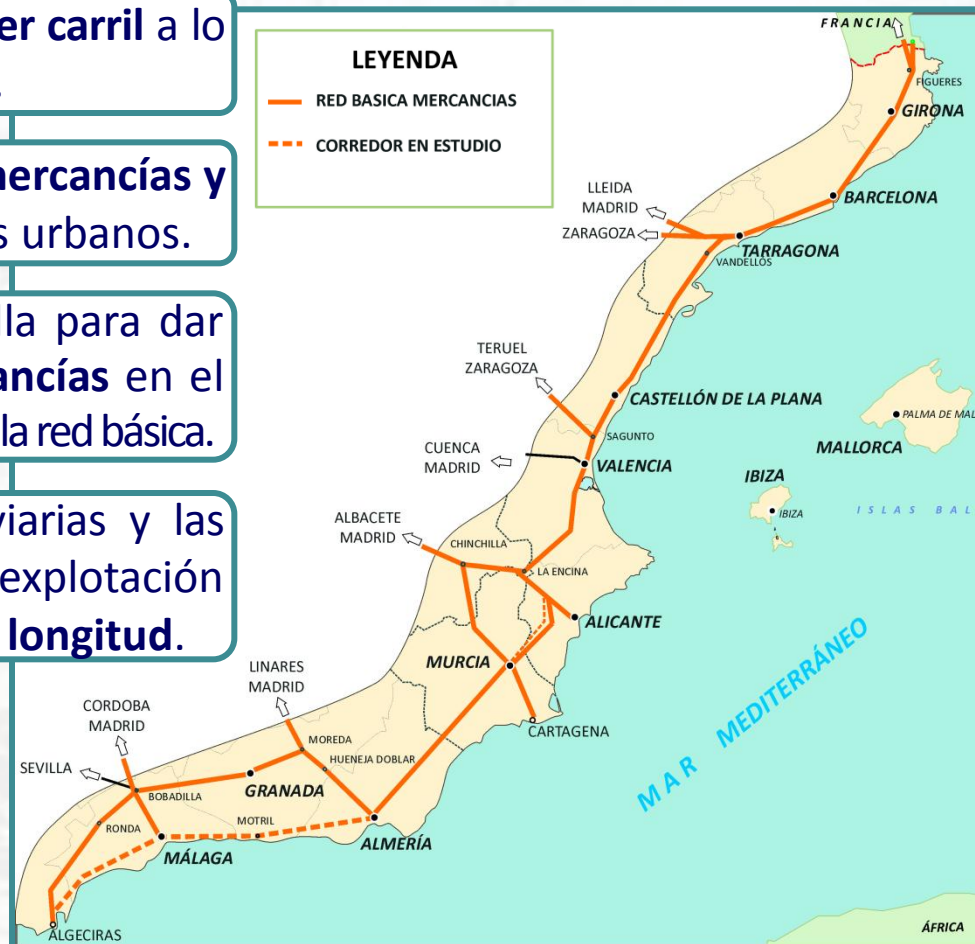 er carril a lo
.
mercancías y
s urbanos.
lla para dar
ancías en el
la red básica.
viarias y las
explotación
longitud.
LEYENDA
RED BASICA MERCANCIAS
CORREDOR EN ESTUDIO
FRANCIA
FIGUERES
GIRONA
BARCELONA
LLEIDA
MADRID
ZARAGOZA
TARRAGONA
VANDELLÓS
TERUEL
ZARAGOZA
CASTELLÓN DE LA PLANA
SAGUNTO
CUENCA
MADRID
VALENCIA
PALMA DE MAL
MALLORCA
IBIZA
IBIZA
ISLAS BAL
ALBACETE
MADRID
CHINCHILLA
LA ENCINA
ALICANTE
MURCIA
CARTAGENA
MAR MEDITERRÁNEO
LINARES
MADRID
CORDOBA
MADRID
SEVILLA
MOREDA
HUENEJA DOBLAR
GRANADA
BOBADILLA
RONDA
MOTRIL
MÁLAGA
ALMERÍA
ALGECIRAS
ÁFRICA